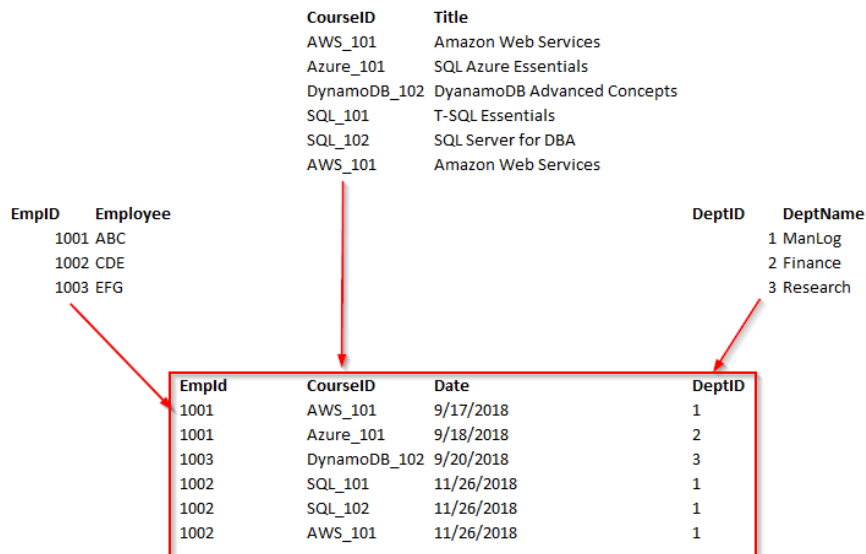 CourseID Title
AWS_101 Amazon Web Services
Azure_101 SQL Azure Essentials
DynamoDB_102 DyanamoDB Advanced Concepts
SQL_101 T-SQL Essentials
SQL_102 SQL Server for DBA
AWS_101 Amazon Web Services
EmpID Employee
1001 ABC
1002 CDE
1003 EFG
DeptID DeptName
1 ManLog
2 Finance
3 Research
EmpId CourseID Date DeptID
1001 AWS_101 9/17/2018 1
1001 Azure_101 9/18/2018 2
1003 DynamoDB_102 9/20/2018 3
1002 SQL_101 11/26/2018 1
1002 SQL_102 11/26/2018 1
1002 AWS_101 11/26/2018 1